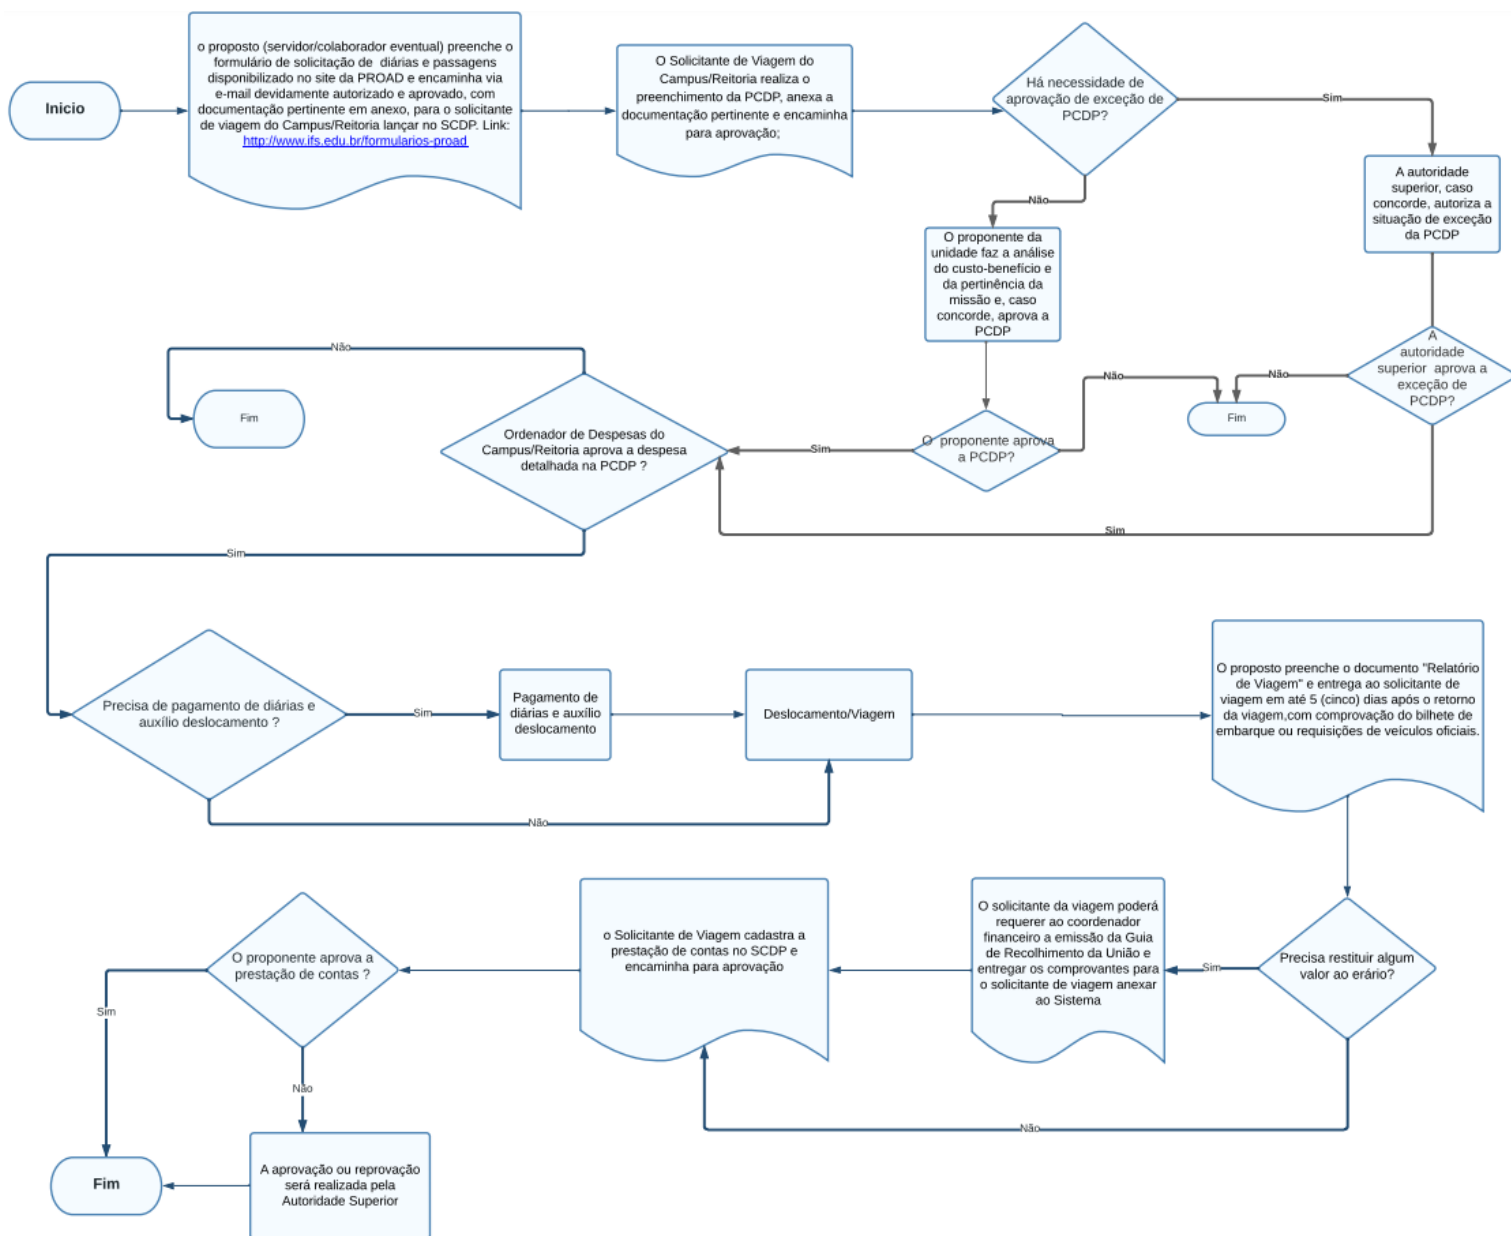 Inicio
o proposto (servidor/colaborador eventual) preenche o
formulário de solicitação de  diárias e passagens
disponibilizado no site da PROAD e encaminha via
e-mail devidamente autorizado e aprovado, com
documentação pertinente em anexo, para o solicitante
de viagem do Campus/Reitoria lançar no SCDP. Link:
http://www.ifs.edu.br/formularios-proad
O Solicitante de Viagem do
Campus/Reitoria realiza o
preenchimento da PCDP, anexa a
documentação pertinente e encaminha
para aprovação;
Há necessidade de
aprovação de exceção de
PCDP?
Sim
Não
A autoridade
superior, caso
concorde, autoriza a
situação de exceção
da PCDP
O proponente da
unidade faz a análise
do custo-benefício e
da pertinência da
missão e, caso
concorde, aprova a
PCDP
A
autoridade
superior  aprova a
exceção de
PCDP?
Não
Fim
Não
O  proponente aprova
a PCDP?
Sim
Sim
Ordenador de Despesas do
Campus/Reitoria aprova a despesa
detalhada na PCDP ?
Não
Fim
Sim
Precisa de pagamento de diárias e
auxílio deslocamento ?
Sim
Pagamento de
diárias e auxílio
deslocamento
Deslocamento/Viagem
Não
O proposto preenche o documento "Relatório
de Viagem" e entrega ao solicitante de
viagem em até 5 (cinco) dias após o retorno
da viagem,com comprovação do bilhete de
embarque ou requisições de veículos oficiais.
Precisa restituir algum
valor ao erário?
Sim
O solicitante da viagem poderá
requerer ao coordenador
financeiro a emissão da Guia
de Recolhimento da União e
entregar os comprovantes para
o solicitante de viagem anexar
ao Sistema
Não
o Solicitante de Viagem cadastra a
prestação de contas no SCDP e
encaminha para aprovação
O proponente aprova a
prestação de contas ?
Sim
Não
A aprovação ou reprovação
será realizada pela
Autoridade Superior
Fim